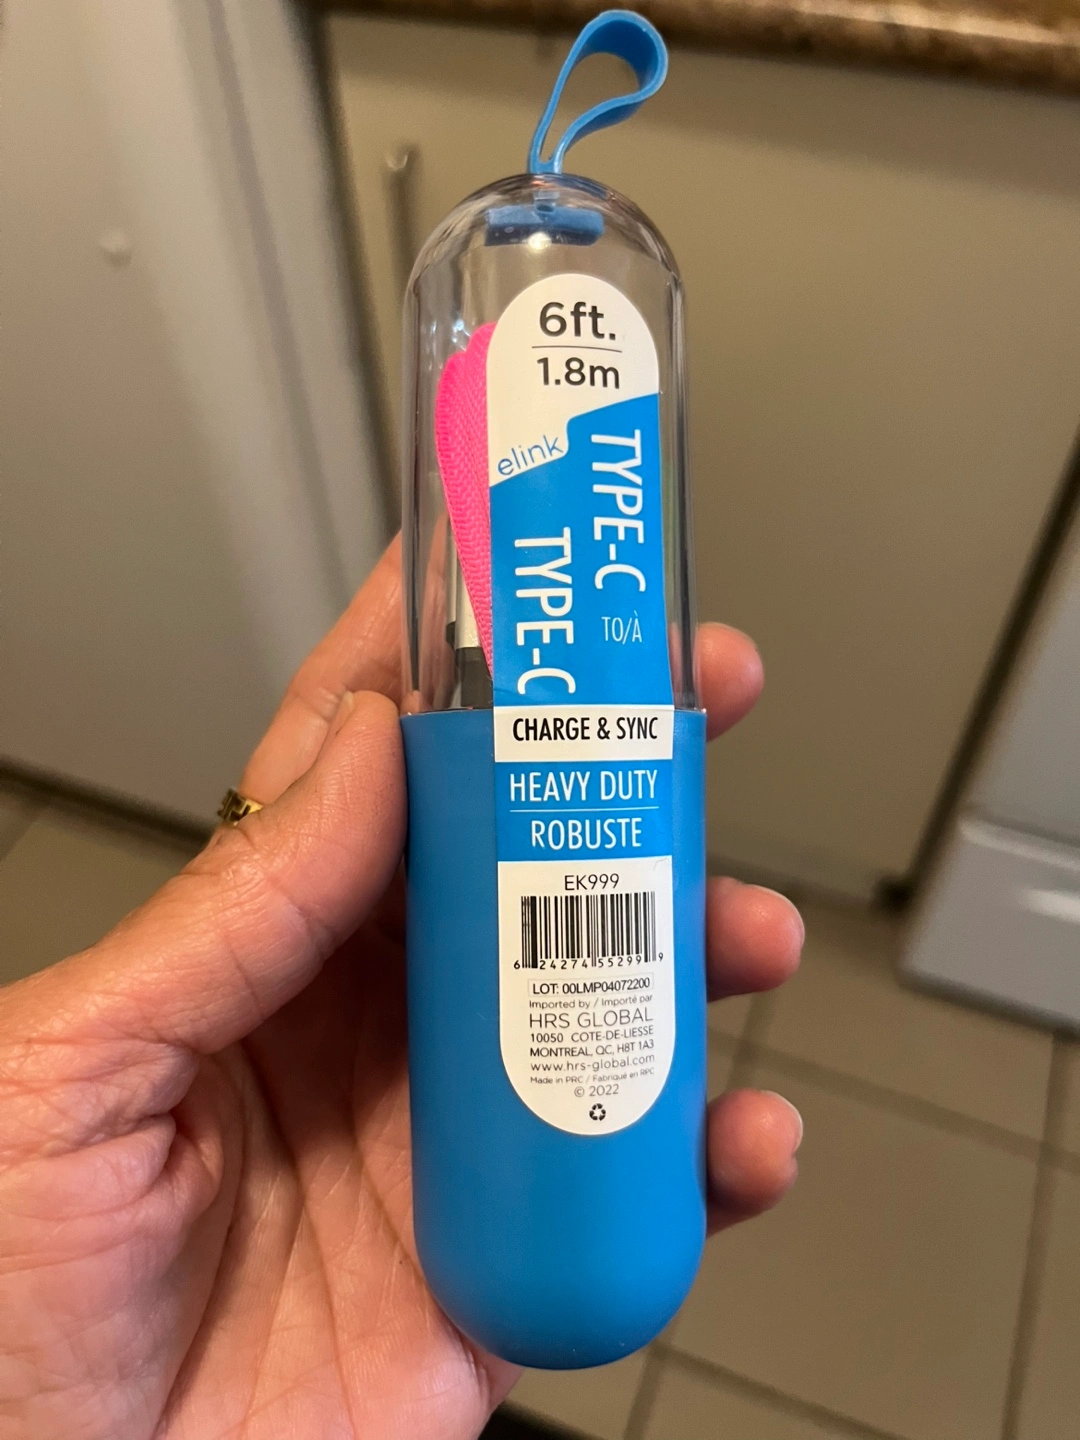 6ft.
1.8m
elink
TYPE-C
TO/À
TYPE-C
CHARGE & SYNC
HEAVY DUTY
ROBUSTE
EK999
6 24274 55299 9
LOT: 00LMP04072200
Imported by / Importé par
HRS GLOBAL
10050 COTE-DE-LIESSE
MONTREAL, QC, H8T 1A3
www.hrs-global.com
Made in PRC / Fabriqué en RPC
© 2022